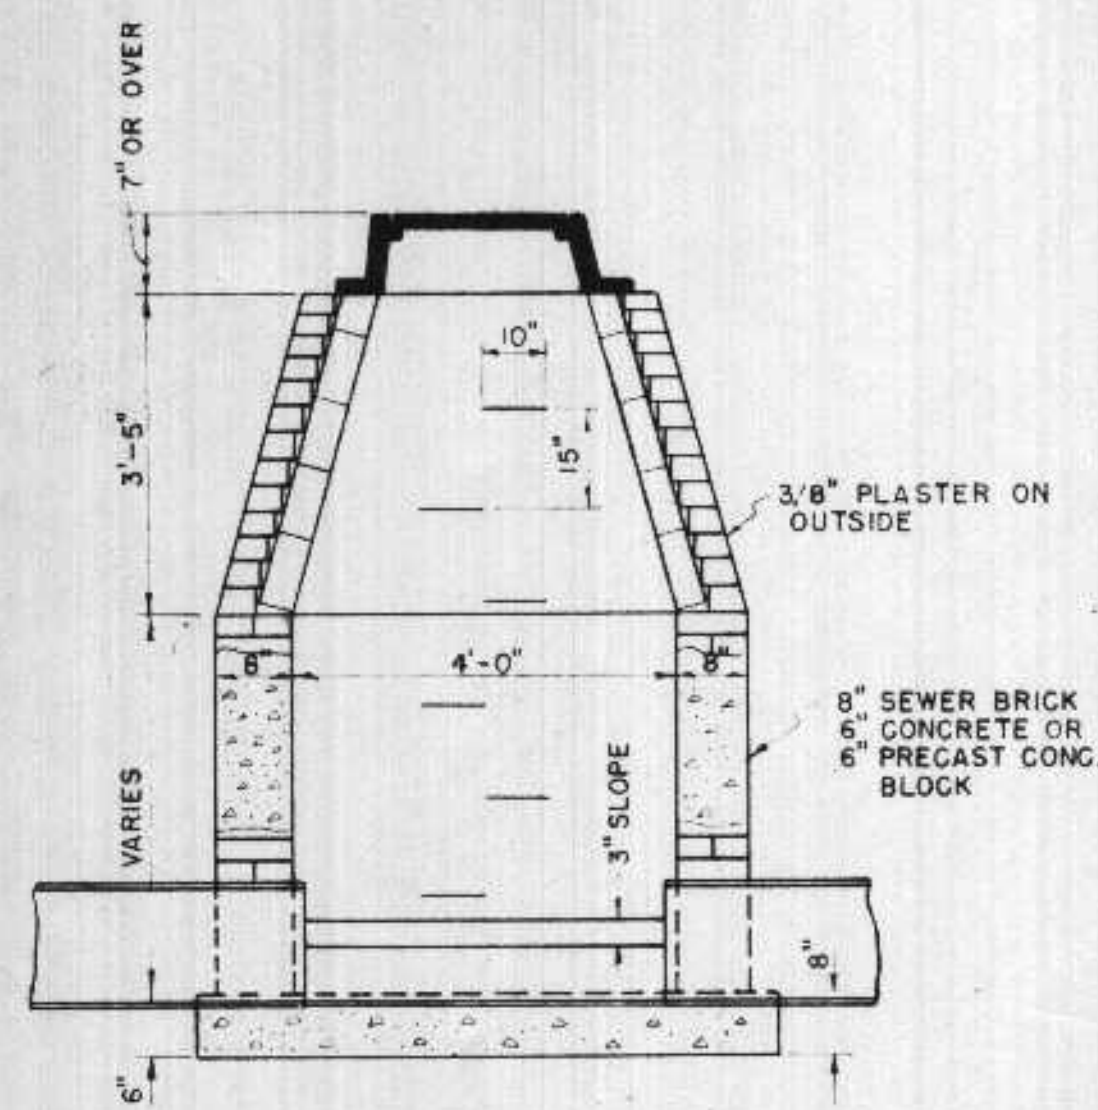 7" OR OVER
10"
3'-5"
15"
3/8" PLASTER ON
OUTSIDE
6"
4'-0"
8"
8" SEWER BRICK
6" CONCRETE OR
6" PRECAST CONC.
BLOCK
VARIES
3" SLOPE
8"
6"